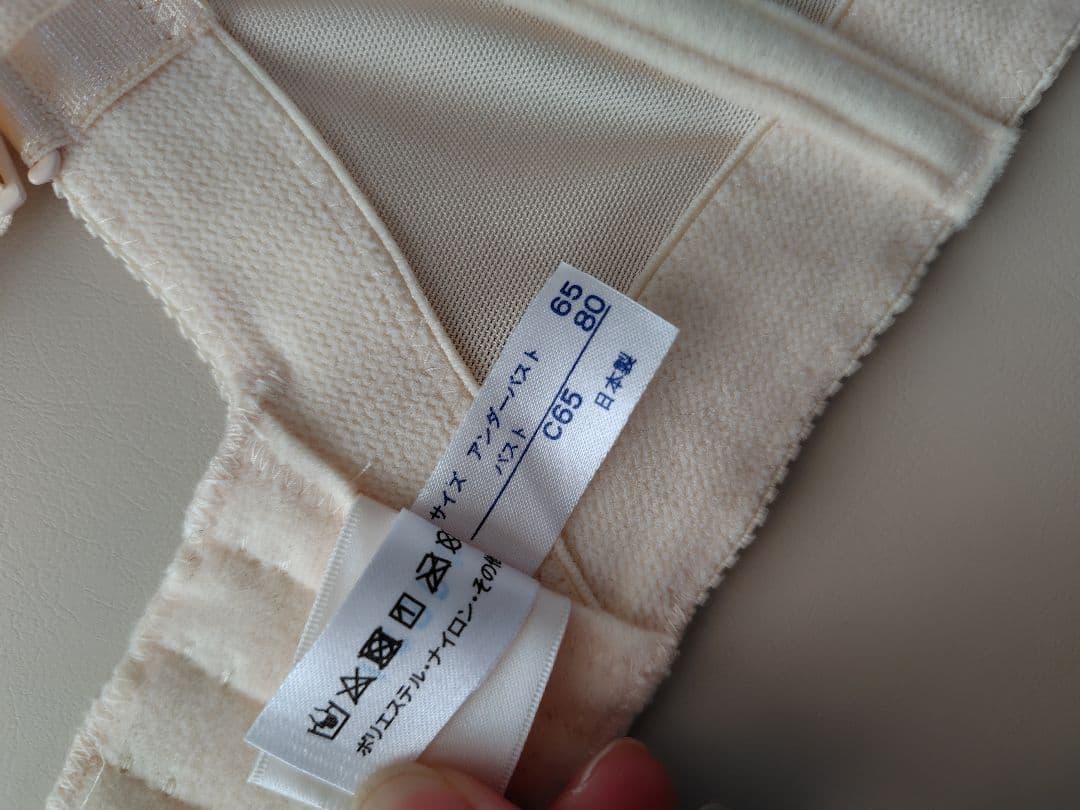 サイズ アンダーバスト 65
バスト 80
C65
日本製
ポリエステル・ナイロン・その他